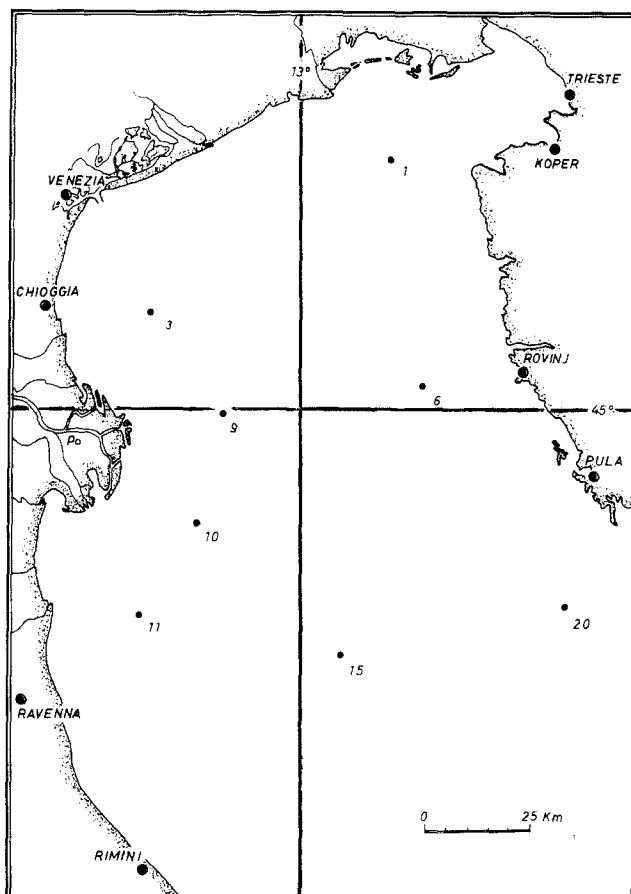 13°
TRIESTE
KOPER
1
VENEZIA
CHIOGGIA
3
ROVINJ
6
45°
9
Po
PULA
10
11
20
15
RAVENNA
0 25 Km
RIMINI